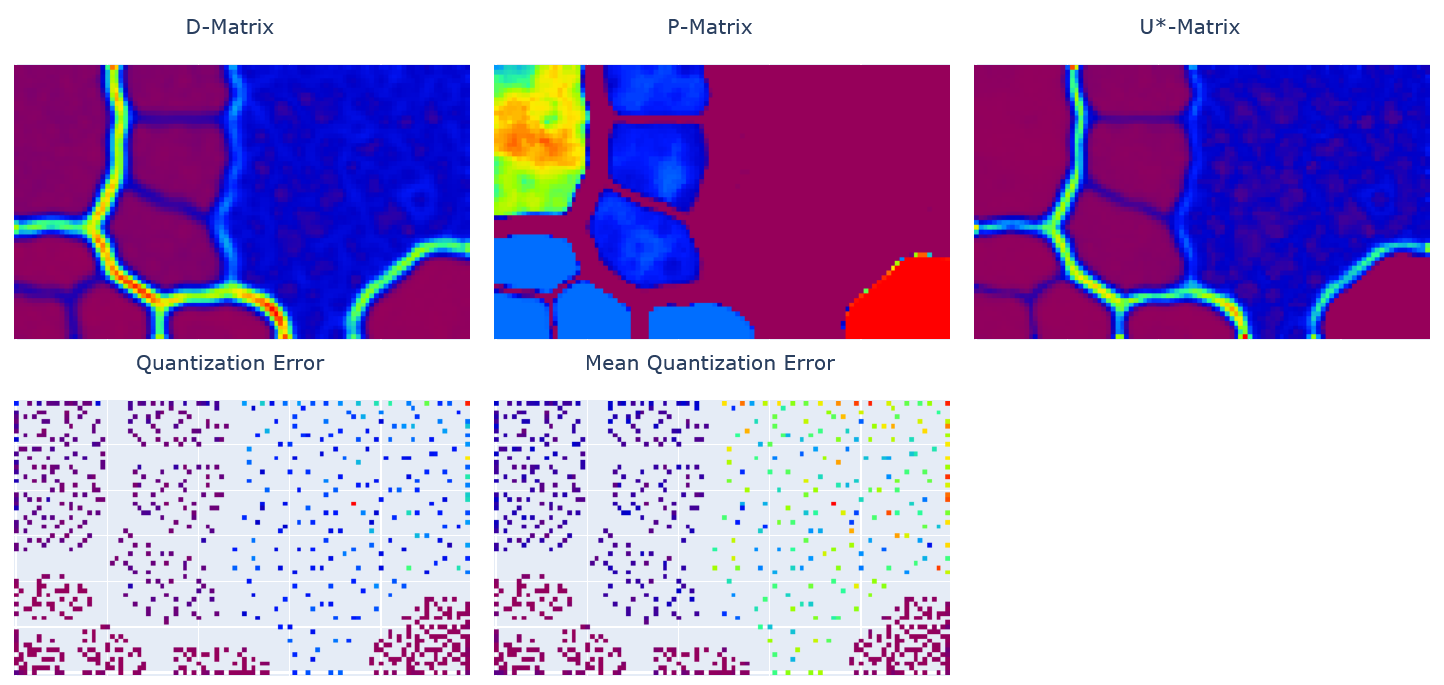 D-Matrix
P-Matrix
U*-Matrix
Quantization Error
Mean Quantization Error